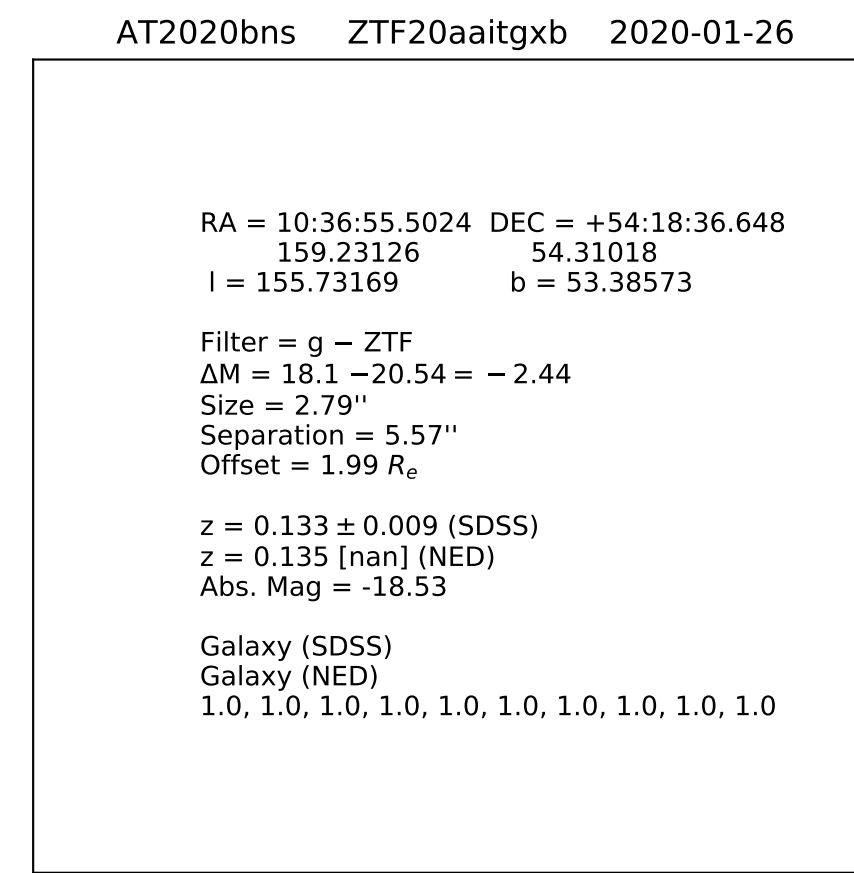 AT2020bns ZTF20aaitgxb 2020-01-26
RA = 10:36:55.5024 DEC = +54:18:36.648
159.23126 54.31018
l = 155.73169 b = 53.38573
Filter = g − ZTF
ΔM = 18.1 −20.54 = −2.44
Size = 2.79''
Separation = 5.57''
Offset = 1.99 Re
z = 0.133 ± 0.009 (SDSS)
z = 0.135 [nan] (NED)
Abs. Mag = -18.53
Galaxy (SDSS)
Galaxy (NED)
1.0, 1.0, 1.0, 1.0, 1.0, 1.0, 1.0, 1.0, 1.0, 1.0